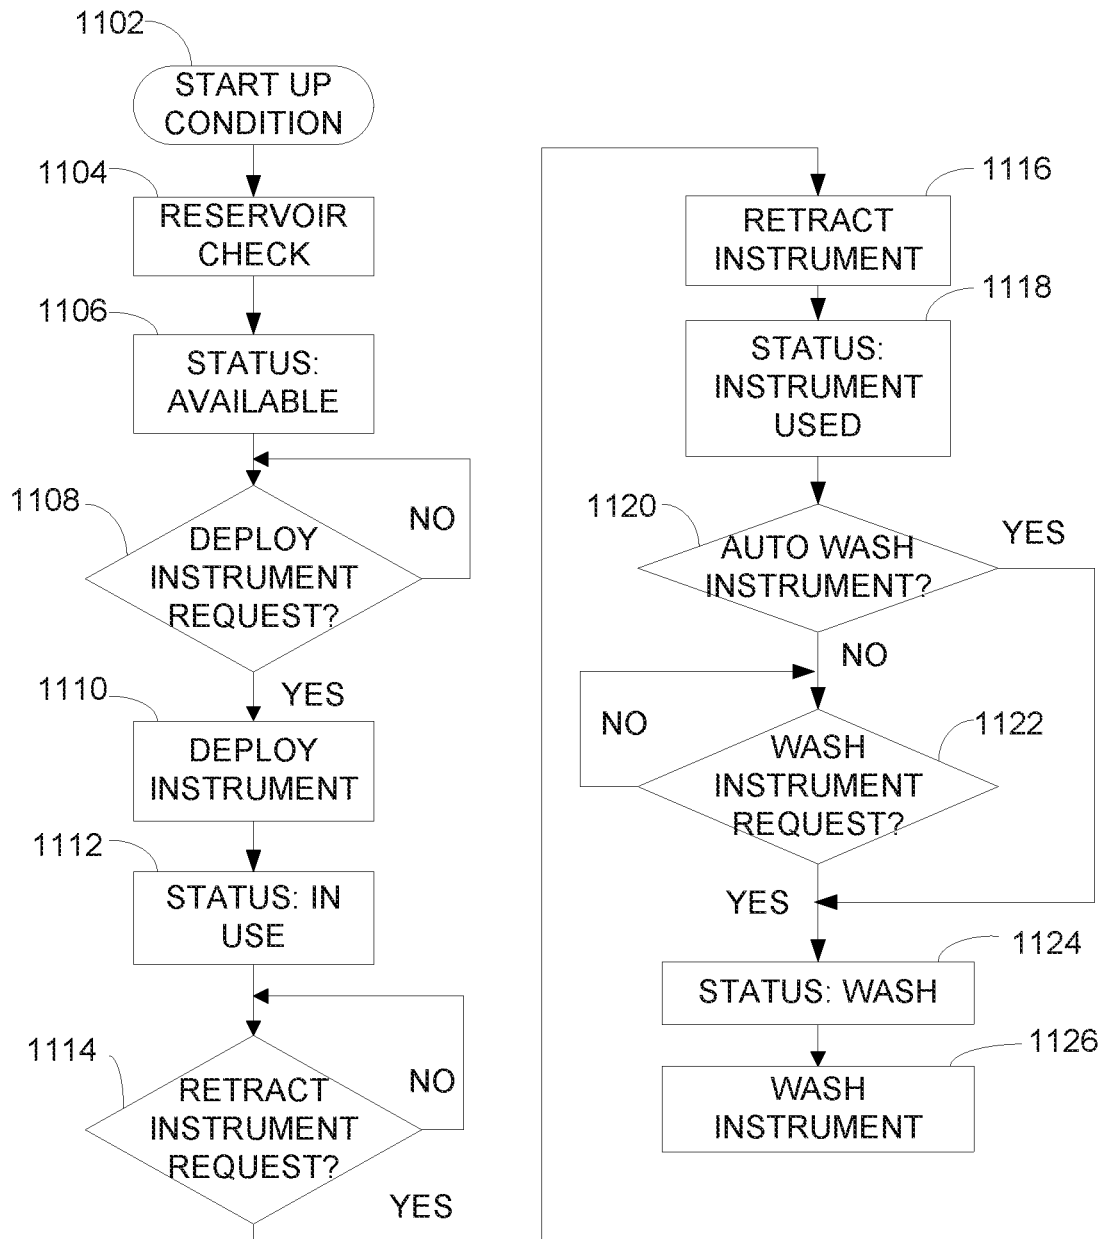 1102
START UP
CONDITION
1104
RESERVOIR
CHECK
1106
STATUS:
AVAILABLE
1108
NO
DEPLOY
INSTRUMENT
REQUEST?
YES
1110
DEPLOY
INSTRUMENT
1112
STATUS: IN
USE
1114
NO
RETRACT
INSTRUMENT
REQUEST?
YES
1116
RETRACT
INSTRUMENT
1118
STATUS:
INSTRUMENT
USED
1120
YES
AUTO WASH
INSTRUMENT?
NO
NO
1122
WASH
INSTRUMENT
REQUEST?
YES
1124
STATUS: WASH
1126
WASH
INSTRUMENT